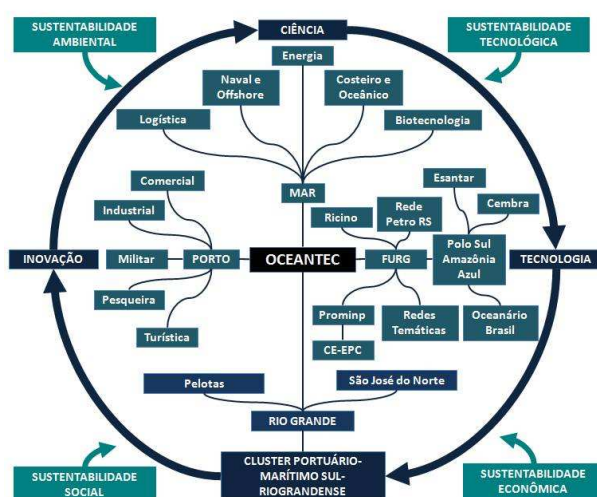 SUSTENTABILIDADE
AMBIENTAL
CIÊNCIA
SUSTENTABILIDADE
TECNOLÓGICA
Energia
Naval e
Offshore
Costeiro e
Oceânico
Logística
Biotecnologia
MAR
Comercial
Industrial
Militar
PORTO
Pesqueira
Turística
INOVAÇÃO
OCEANTEC
FURG
Ricino
Rede
Petro RS
Esantar
Cembra
Polo Sul
Amazônia
Azul
TECNOLOGIA
Prominp
CE-EPC
Redes
Temáticas
Oceanário
Brasil
Pelotas
São José do Norte
RIO GRANDE
CLUSTER PORTUÁRIO-
MARÍTIMO SUL-
RIOGRANDENSE
SUSTENTABILIDADE
SOCIAL
SUSTENTABILIDADE
ECONÔMICA